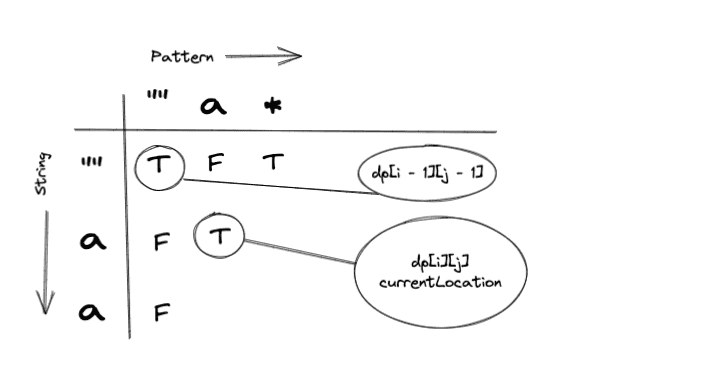 Pattern
"" a *
String
"" T F T
dp[i - 1][j - 1]
a F T
dp[i][j]
currentLocation
a F